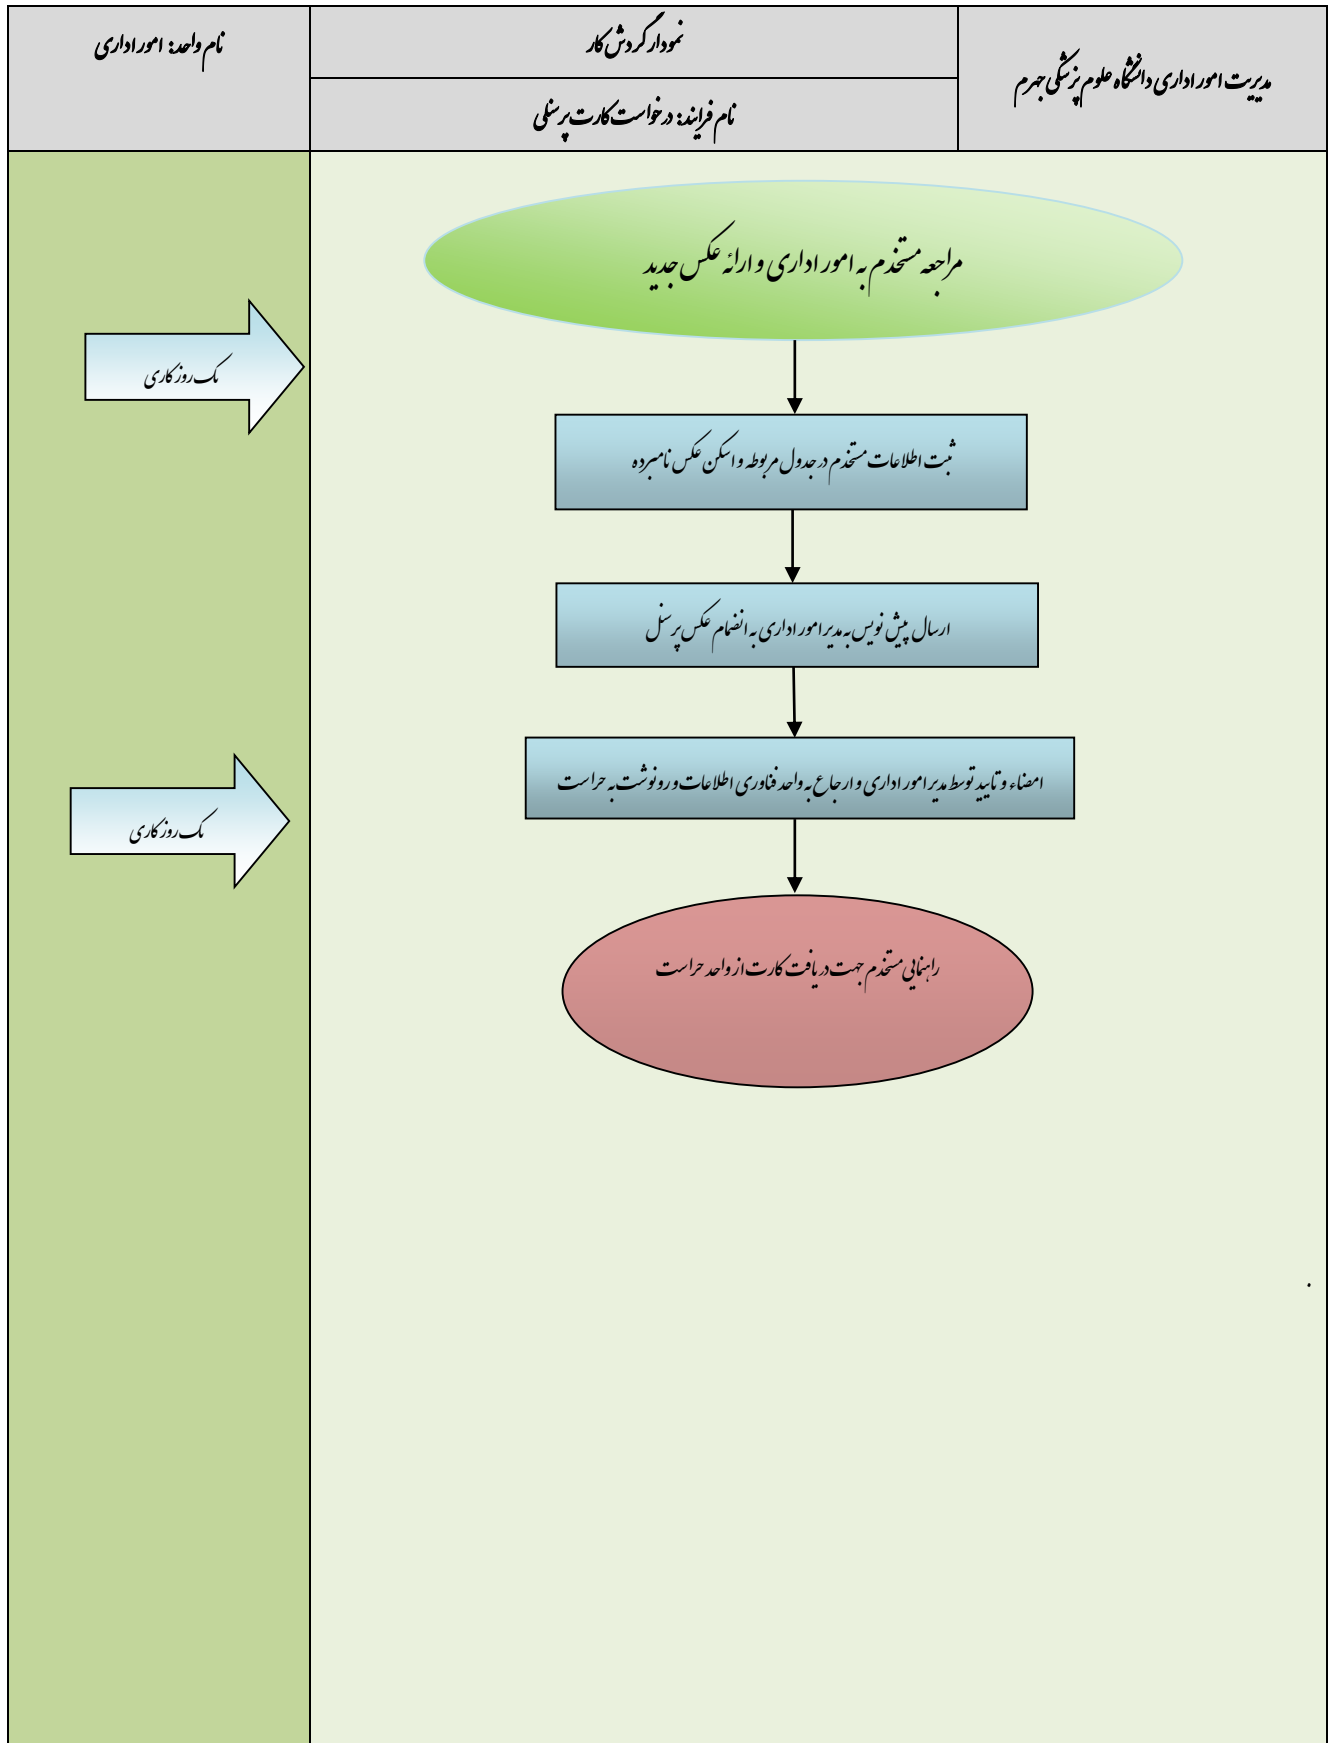 مدیریت امور اداری دانشگاه علوم پزشکی جهرم
نمودار گردش کار
نام فرایند: درخواست کارت پرسنلی
نام واحد: امور اداری
مراجعه مستخدم به امور اداری و ارائه عکس جدید
یک روز کاری
ثبت اطلاعات مستخدم در جدول مربوطه و اسکن عکس نامبرده
ارسال پیش نویس به مدیر امور اداری به انضمام عکس پرسنل
امضاء و تایید توسط مدیر امور اداری و ارجاع به واحد فناوری اطلاعات و رونوشت به حراست
یک روز کاری
راهنمایی مستخدم جهت دریافت کارت از واحد حراست
.